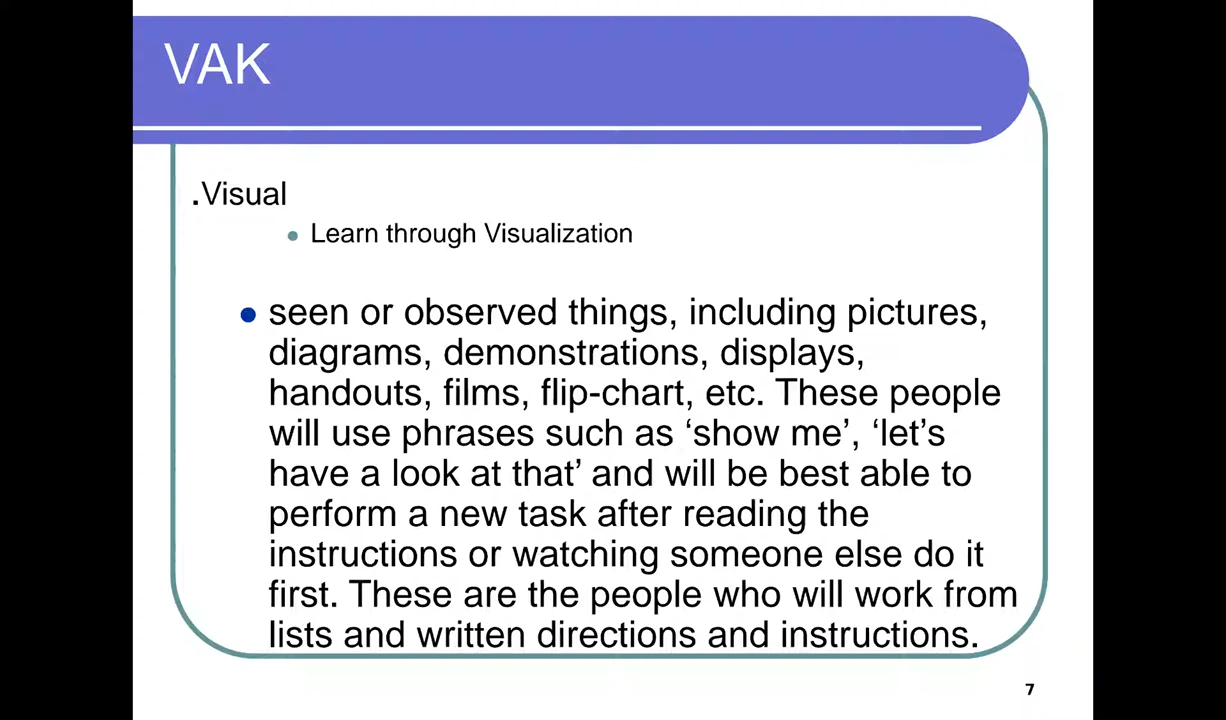 VAK
.Visual
Learn through Visualization
seen or observed things, including pictures,
diagrams, demonstrations, displays,
handouts, films, flip-chart, etc. These people
will use phrases such as ‘show me’, ‘let’s
have a look at that’ and will be best able to
perform a new task after reading the
instructions or watching someone else do it
first. These are the people who will work from
lists and written directions and instructions.
7